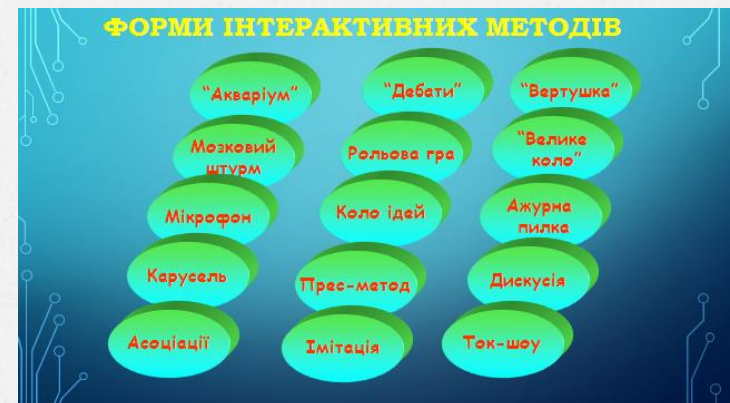 ФОРМИ ІНТЕРАКТИВНИХ МЕТОДІВ
“Акваріум”
“Дебати”
“Вертушка”
Мозковий
штурм
Рольова гра
“Велике
коло”
Мікрофон
Коло ідей
Ажурна
пилка
Карусель
Прес-метод
Дискусія
Асоціації
Імітація
Ток-шоу